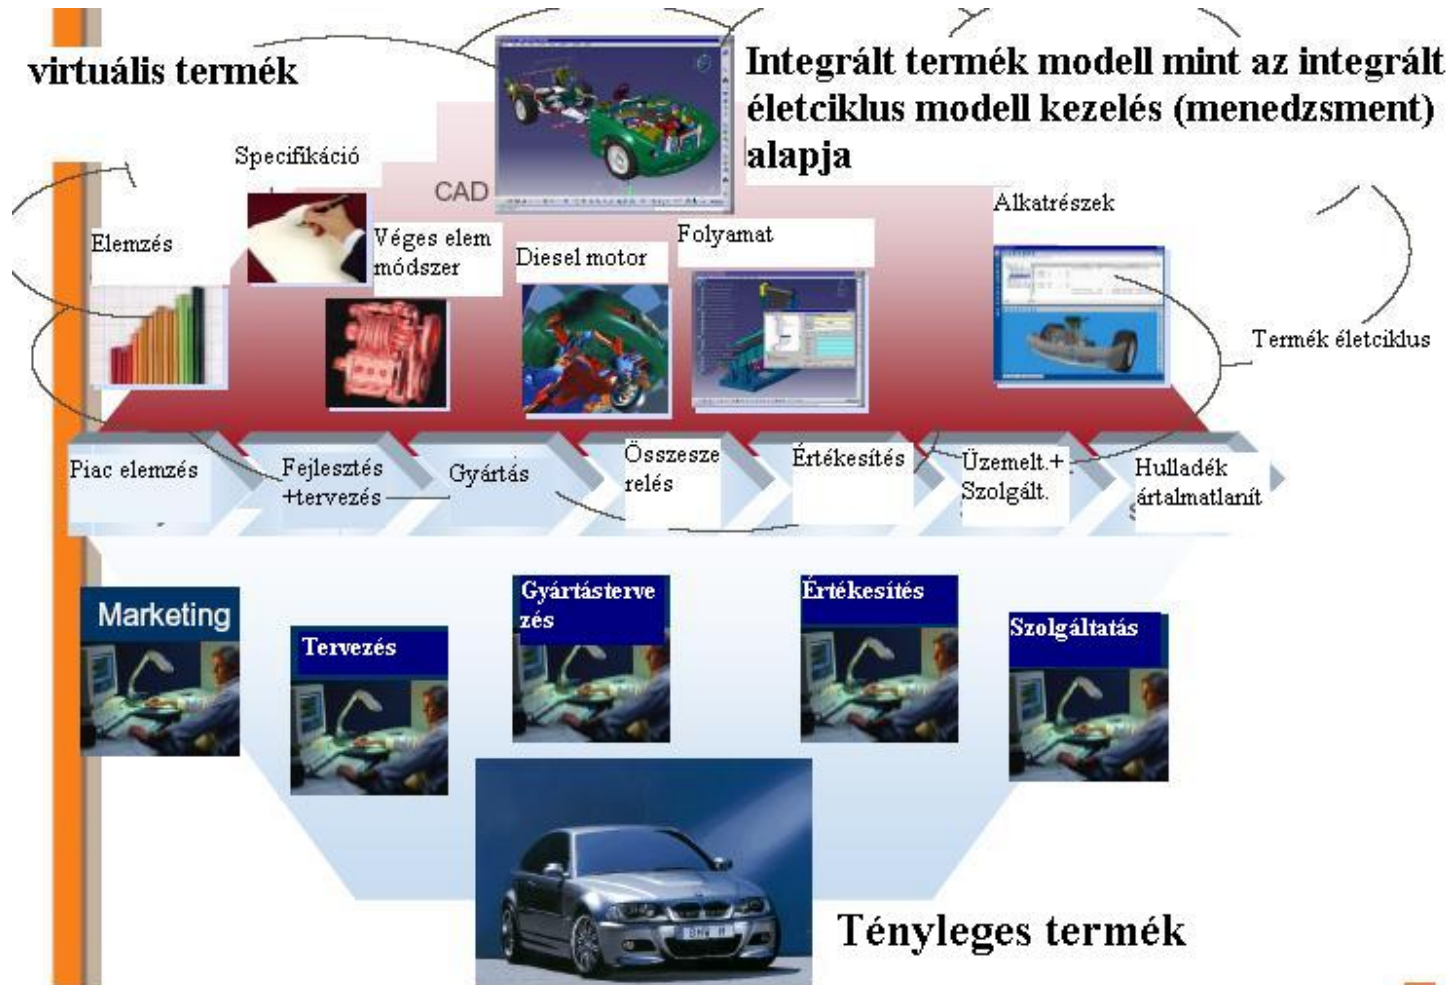 virtuális termék
Integrált termék modell mint az integrált
életciklus modell kezelés (menedzsment)
alapja
Specifikáció
CAD
Alkatrészek
Elemzés
Véges elem
módszer
Diesel motor
Folyamat
Termék életciklus
Piac elemzés
Fejlesztés
+tervezés
Gyártás
Összesze
relés
Értékesítés
Üzemelt.+
Szolgált.
Hulladék
ártalmatlanít
Marketing
Tervezés
Gyártásterve
zés
Értékesítés
Szolgáltatás
Tényleges termék